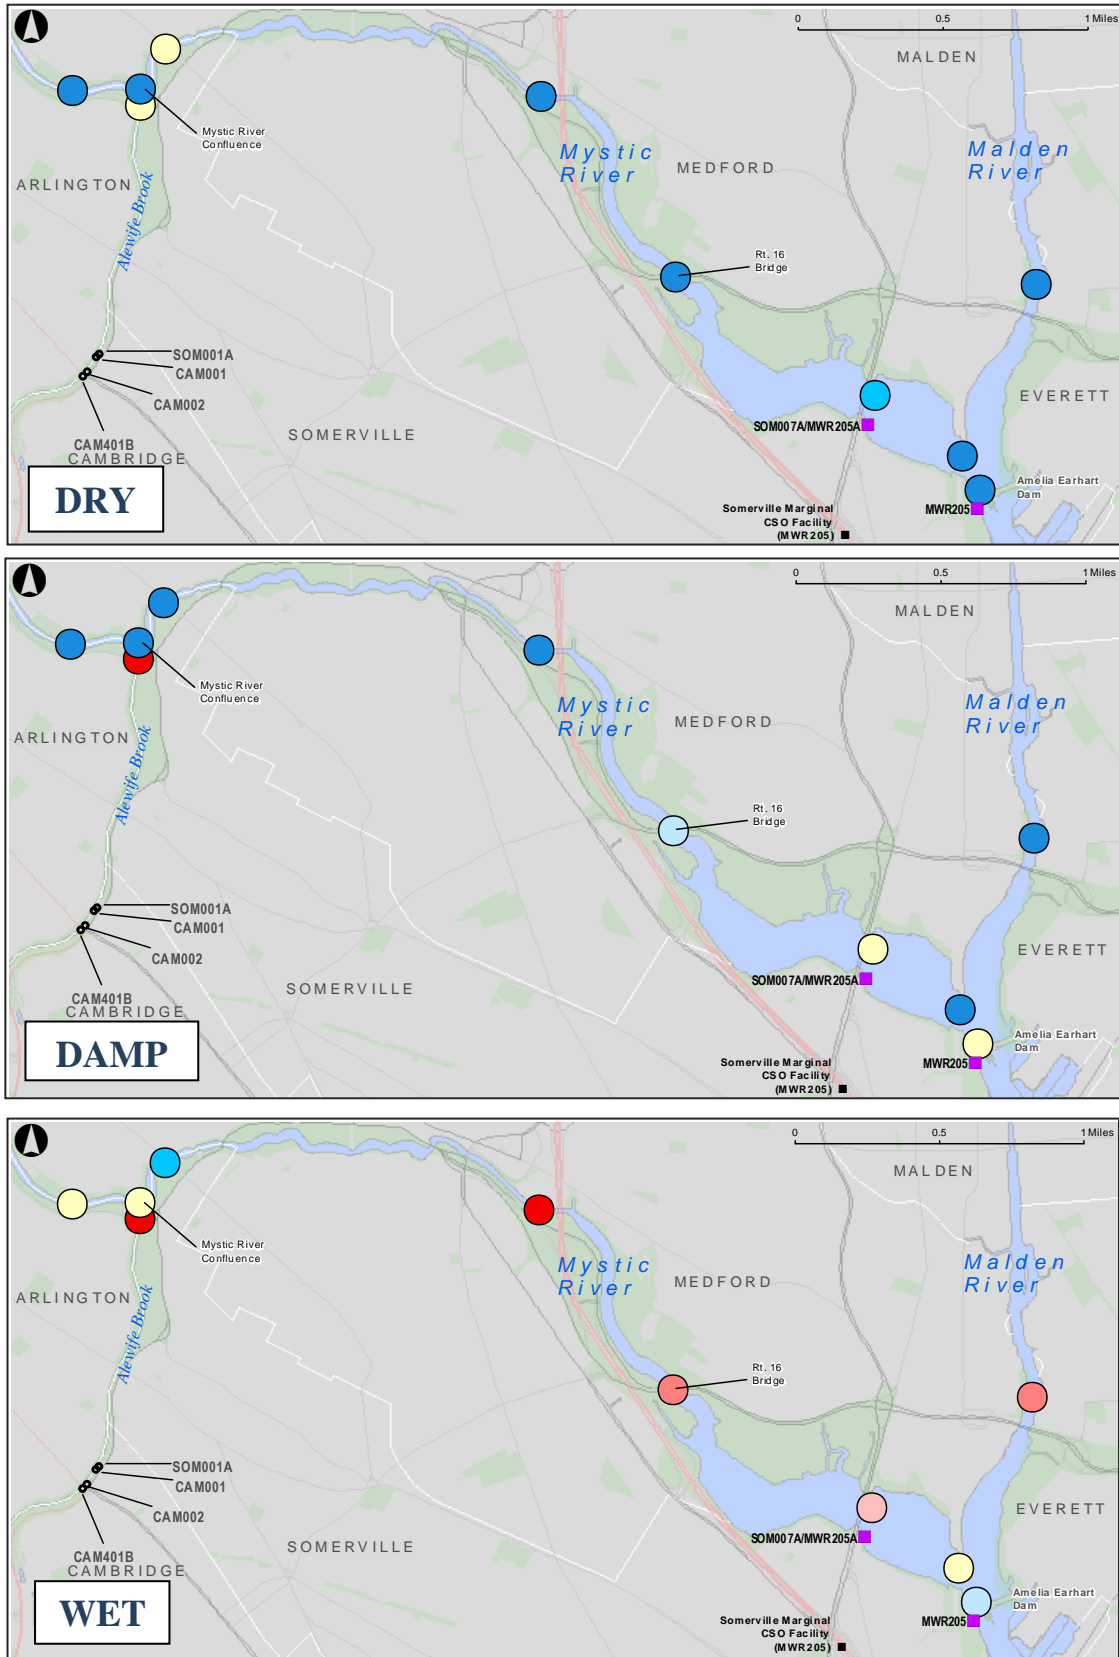 0 0.5 1 Miles
MALDEN
Mystic River
Confluence
Mystic
River
MEDFORD
Malden
River
ARLINGTON
Alewife Brook
Rt. 16
Bridge
SOM001A
CAM001
CAM002
EVERETT
SOM007A/MWR205A
SOMERVILLE
CAM401B
CAMBRIDGE
Amelia Earhart
Dam
DRY
Somerville Marginal
CSO Facility
(MWR205)
MWR205
0 0.5 1 Miles
MALDEN
Mystic River
Confluence
Mystic
River
MEDFORD
Malden
River
ARLINGTON
Alewife Brook
Rt. 16
Bridge
SOM001A
CAM001
CAM002
EVERETT
SOM007A/MWR205A
SOMERVILLE
CAM401B
CAMBRIDGE
Amelia Earhart
Dam
DAMP
Somerville Marginal
CSO Facility
(MWR205)
MWR205
0 0.5 1 Miles
MALDEN
Mystic River
Confluence
Mystic
River
MEDFORD
Malden
River
ARLINGTON
Alewife Brook
Rt. 16
Bridge
SOM001A
CAM001
CAM002
EVERETT
SOM007A/MWR205A
SOMERVILLE
CAM401B
CAMBRIDGE
Amelia Earhart
Dam
WET
Somerville Marginal
CSO Facility
(MWR205)
MWR205